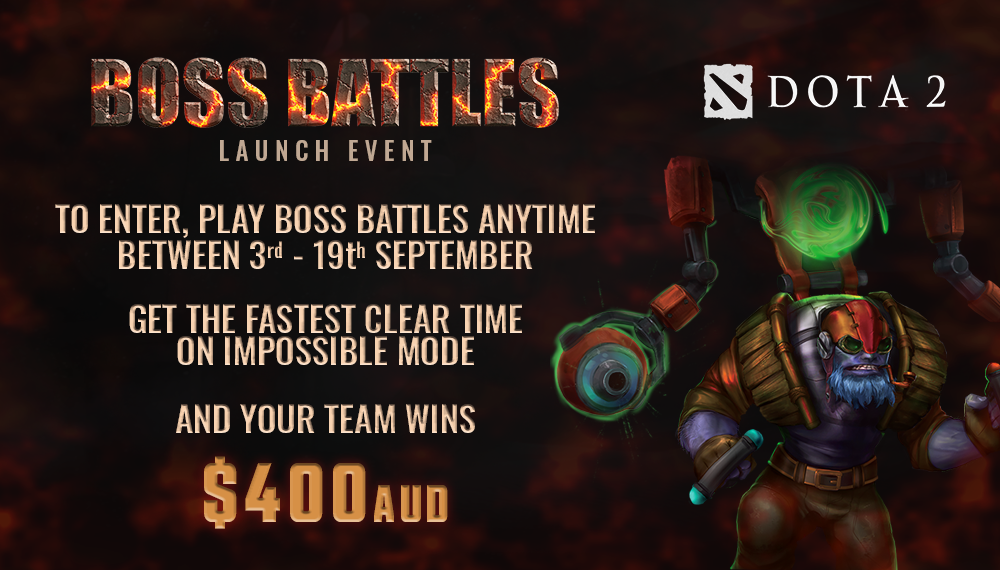 BOSS BATTLES
LAUNCH EVENT
DOTA 2
TO ENTER, PLAY BOSS BATTLES ANYTIME
BETWEEN 3rd - 19th SEPTEMBER
GET THE FASTEST CLEAR TIME
ON IMPOSSIBLE MODE
AND YOUR TEAM WINS
$400AUD